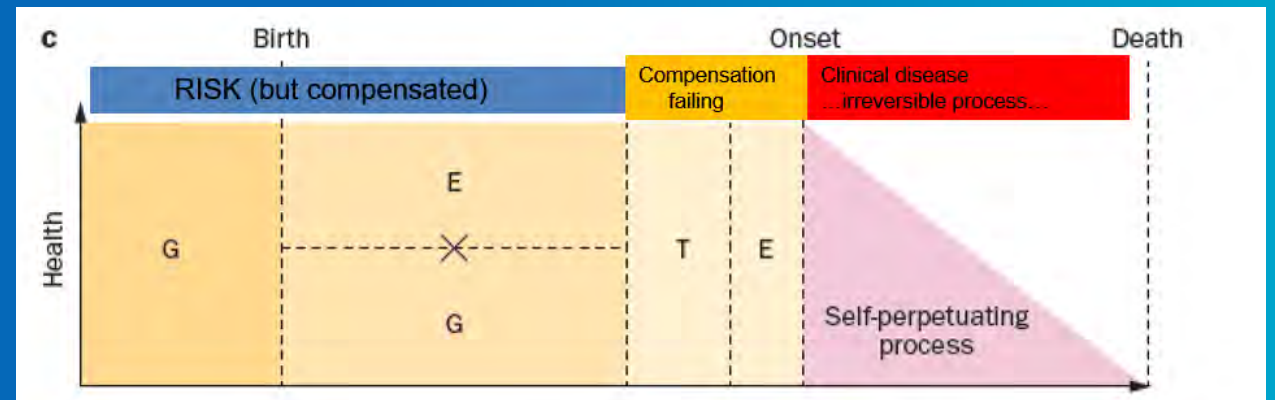 c
Birth
Onset
Death
RISK (but compensated)
Compensation
failing
Clinical disease
...irreversible process...
Health
G
E
G
T
E
Self-perpetuating
process